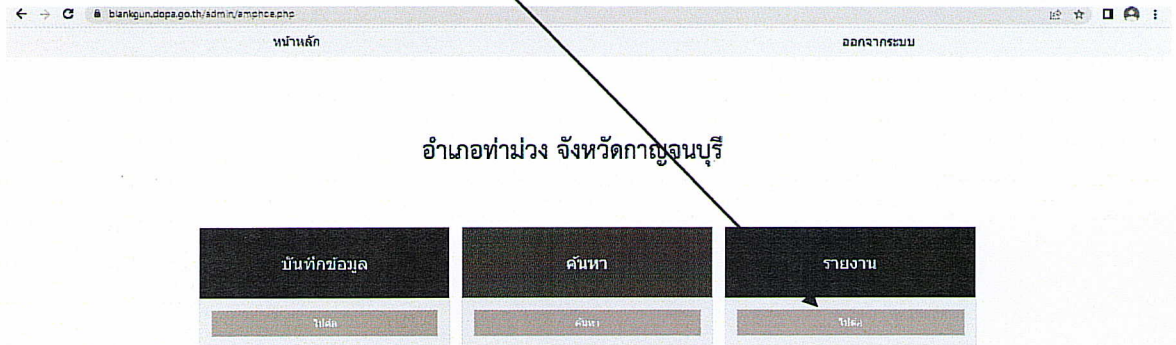 blankgun.dopa.go.th/admin/amphoe.php
หน้าหลัก ออกจากระบบ
อำเภอท่าม่วง จังหวัดกาญจนบุรี
บันทึกข้อมูล ค้นหา รายงาน
ไปต่อ ค้นหา ไปต่อ